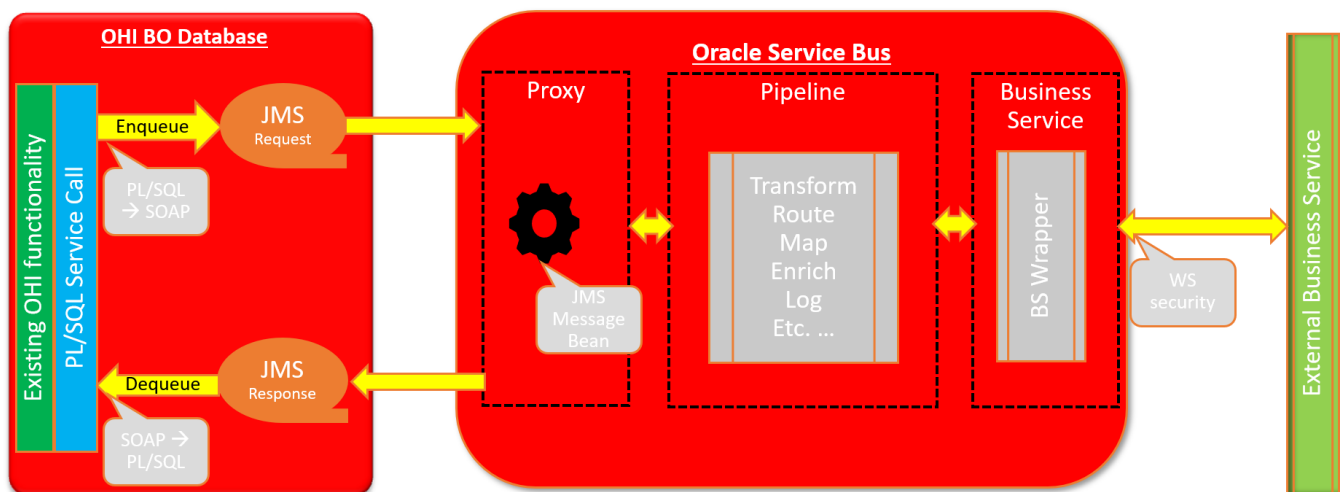 OHI BO Database
Existing OHI functionality
PL/SQL Service Call
Enqueue
JMS
Request
PL/SQL
→ SOAP
Dequeue
JMS
Response
SOAP →
PL/SQL
Oracle Service Bus
Proxy
JMS
Message
Bean
Pipeline
Transform
Route
Map
Enrich
Log
Etc. ...
Business
Service
BS Wrapper
WS
security
External Business Service